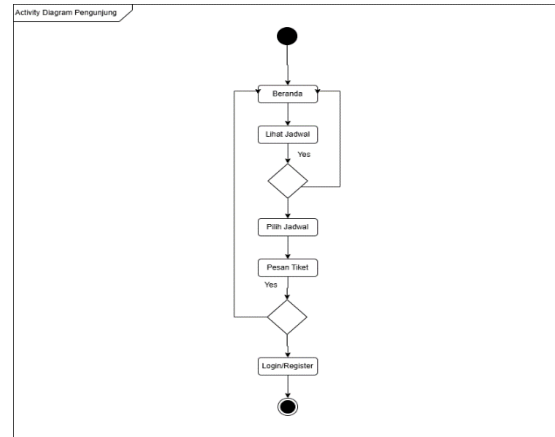 Activity Diagram Pengunjung
Beranda
Lihat Jadwal
Yes
Pilih Jadwal
Pesan Tiket
Yes
Login/Register